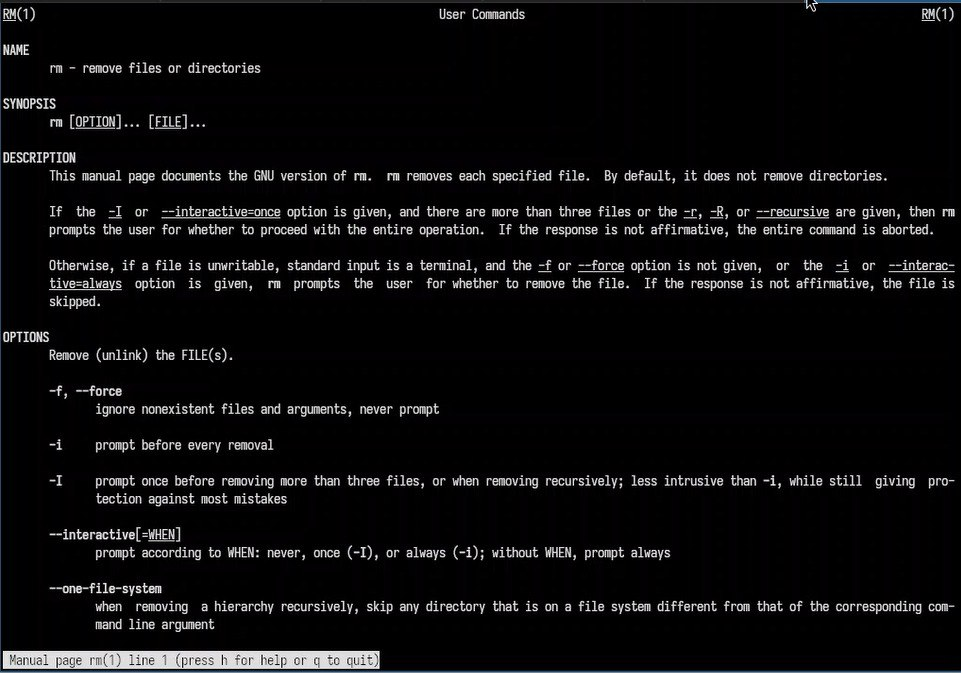 RM(1) User Commands RM(1)
NAME
rm - remove files or directories
SYNOPSIS
rm [OPTION]... [FILE]...
DESCRIPTION
This manual page documents the GNU version of rm. rm removes each specified file. By default, it does not remove directories.
If the -I or --interactive=once option is given, and there are more than three files or the -r, -R, or --recursive are given, then rm
prompts the user for whether to proceed with the entire operation. If the response is not affirmative, the entire command is aborted.
Otherwise, if a file is unwritable, standard input is a terminal, and the -f or --force option is not given, or the -i or --interac-
tive=always option is given, rm prompts the user for whether to remove the file. If the response is not affirmative, the file is
skipped.
OPTIONS
Remove (unlink) the FILE(s).
-f, --force
ignore nonexistent files and arguments, never prompt
-i prompt before every removal
-I prompt once before removing more than three files, or when removing recursively; less intrusive than -i, while still giving pro-
tection against most mistakes
--interactive[=WHEN]
prompt according to WHEN: never, once (-I), or always (-i); without WHEN, prompt always
--one-file-system
when removing a hierarchy recursively, skip any directory that is on a file system different from that of the corresponding com-
mand line argument
Manual page rm(1) line 1 (press h for help or q to quit)